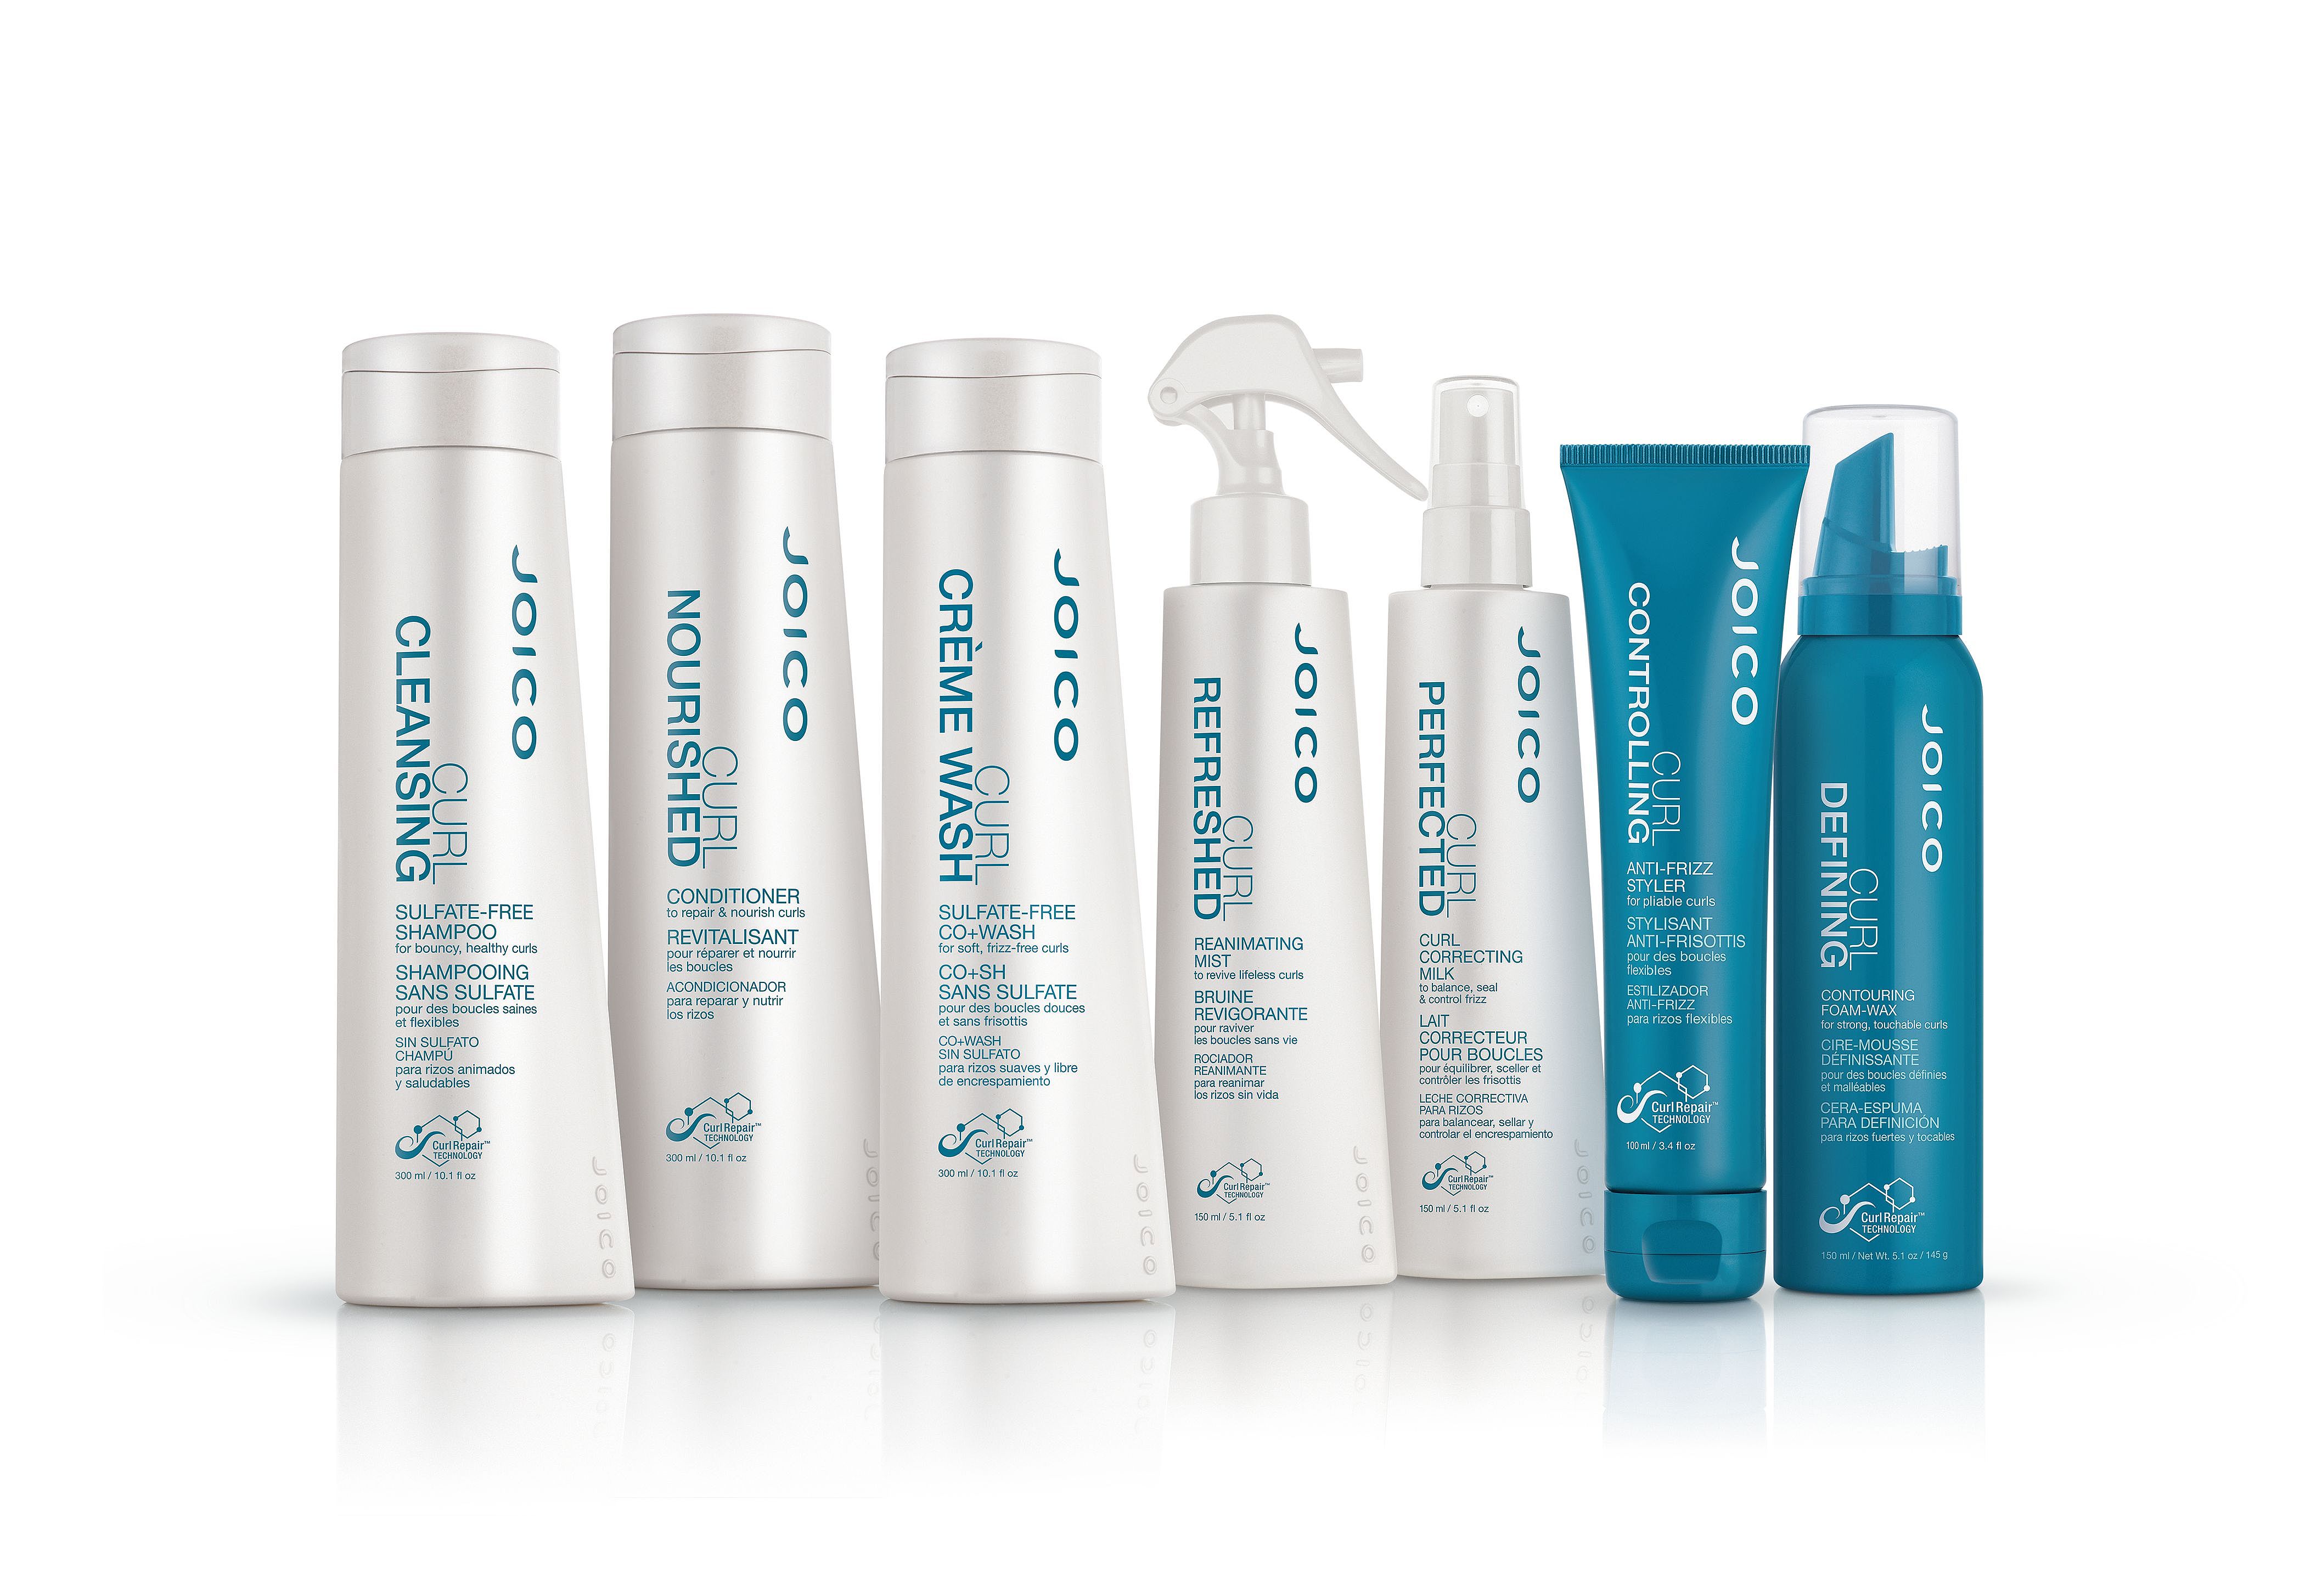 JOICO
CURL
CLEANSING
SULFATE-FREE
SHAMPOO
for bouncy, healthy curls
SHAMPOOING
SANS SULFATE
pour des boucles saines
et flexibles
SIN SULFATO
CHAMPÚ
para rizos animados
y saludables
CurlRepair™
TECHNOLOGY
300 ml / 10.1 fl oz
JOICO
JOICO
CURL
NOURISHED
CONDITIONER
to repair & nourish curls
REVITALISANT
pour réparer et nourrir
les boucles
ACONDICIONADOR
para reparar y nutrir
los rizos
CurlRepair™
TECHNOLOGY
300 ml / 10.1 fl oz
JOICO
JOICO
CURL
CRÈME WASH
SULFATE-FREE
CO+WASH
for soft, frizz-free curls
CO+SH
SANS SULFATE
pour des boucles douces
et sans frisottis
CO+WASH
SIN SULFATO
para rizos suaves y libre
de encrespamiento
CurlRepair™
TECHNOLOGY
300 ml / 10.1 fl oz
JOICO
JOICO
CURL
REFRESHED
REANIMATING
MIST
to revive lifeless curls
BRUINE
REVIGORANTE
pour raviver
les boucles sans vie
ROCIADOR
REANIMANTE
para reanimar
los rizos sin vida
CurlRepair™
TECHNOLOGY
150 ml / 5.1 fl oz
JOICO
JOICO
CURL
PERFECTED
CURL
CORRECTING
MILK
to balance, seal
& control frizz
LAIT
CORRECTEUR
POUR BOUCLES
pour équilibrer, sceller et
contrôler les frisottis
LECHE CORRECTIVA
PARA RIZOS
para balancear, sellar y
controlar el encrespamiento
CurlRepair™
TECHNOLOGY
150 ml / 5.1 fl oz
JOICO
JOICO
CURL
CONTROLLING
ANTI-FRIZZ
STYLER
for pliable curls
STYLISANT
ANTI-FRISOTTIS
pour des boucles
flexibles
ESTILIZADOR
ANTI-FRIZZ
para rizos flexibles
CurlRepair™
TECHNOLOGY
100 ml / 3.4 fl oz
JOICO
CURL
DEFINING
CONTOURING
FOAM-WAX
for strong, touchable curls
CIRE-MOUSSE
DÉFINISSANTE
pour des boucles définies
et malléables
CERA-ESPUMA
PARA DEFINICIÓN
para rizos fuertes y tocables
CurlRepair™
TECHNOLOGY
150 ml / Net Wt. 5.1 oz / 145 g